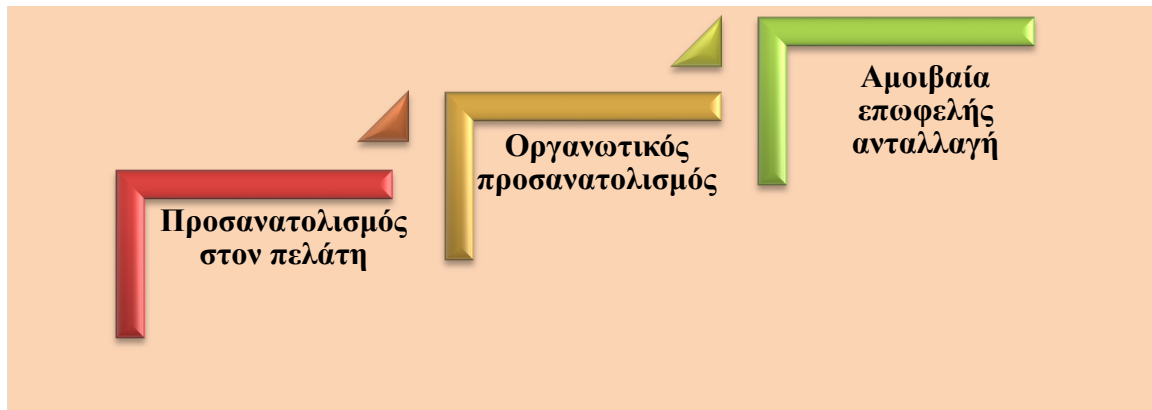 Αμοιβαία
επωφελής
ανταλλαγή
Οργανωτικός
προσανατολισμός
Προσανατολισμός
στον πελάτη